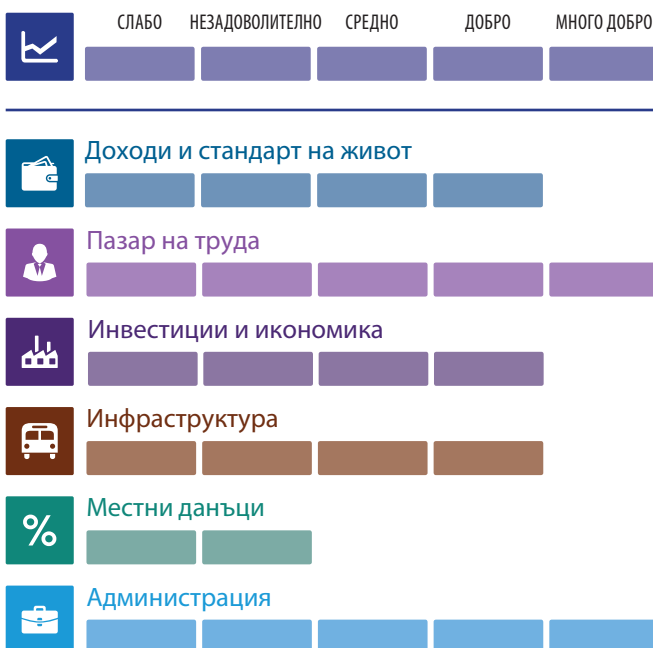 СЛАБО НЕЗАДОВОЛИТЕЛНО СРЕДНО ДОБРО МНОГО ДОБРО
Доходи и стандарт на живот
Пазар на труда
Инвестиции и икономика
Инфраструктура
Местни данъци
%
Администрация